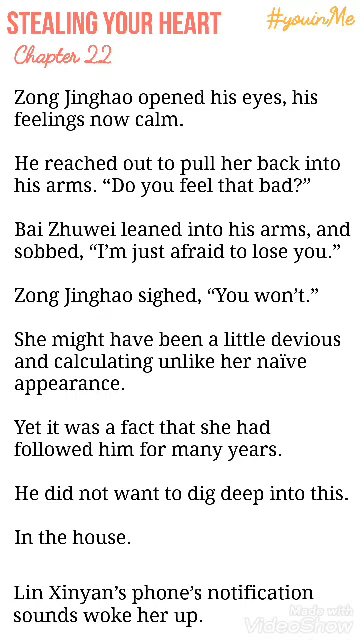 STEALING YOUR HEART
#youinMe
Chapter 22
Zong Jinghao opened his eyes, his
feelings now calm.
He reached out to pull her back into
his arms. “Do you feel that bad?”
Bai Zhuwei leaned into his arms, and
sobbed, “I’m just afraid to lose you.”
Zong Jinghao sighed, “You won’t.”
She might have been a little devious
and calculating unlike her naïve
appearance.
Yet it was a fact that she had
followed him for many years.
He did not want to dig deep into this.
In the house.
Lin Xinyan’s phone’s notification
sounds woke her up.
Made with
VideoShow